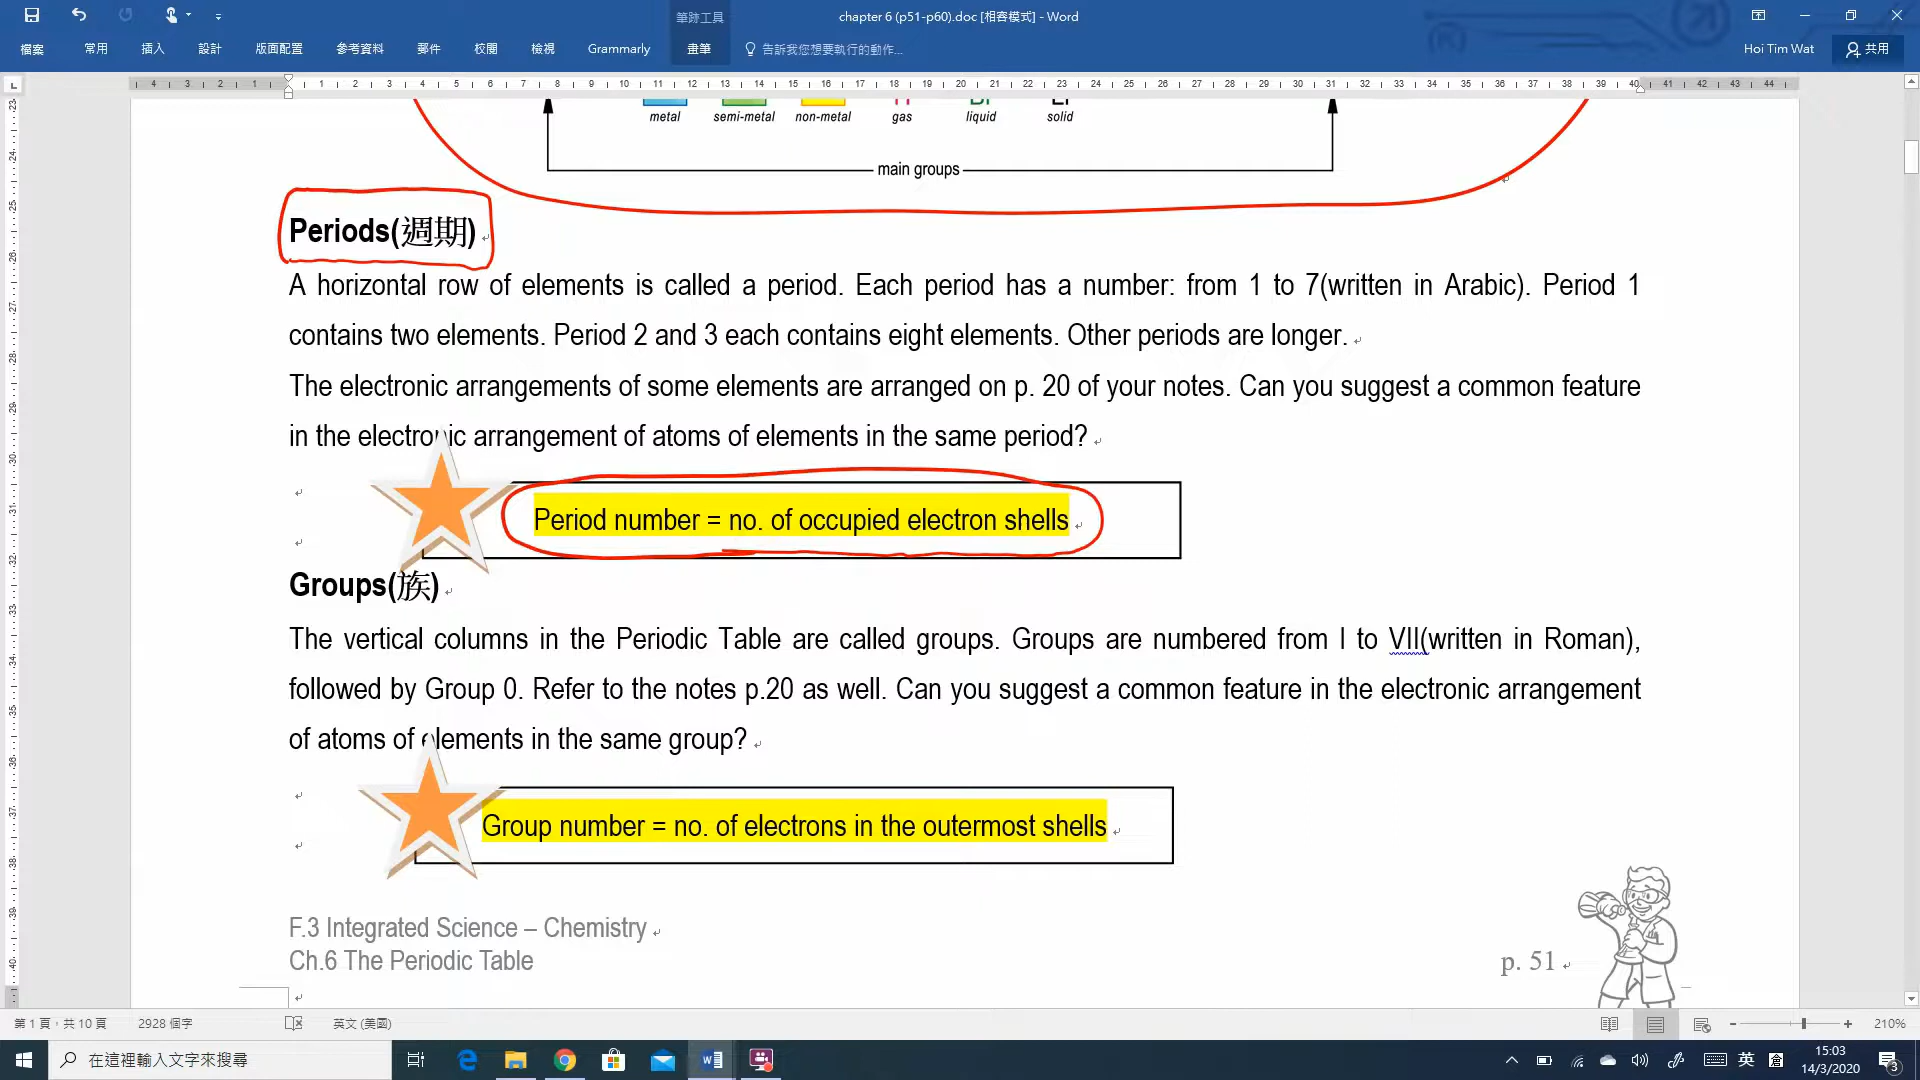 chapter 6 (p51-p60).doc [相容模式] - Word
筆跡工具
檔案 常用 插入 設計 版面配置 參考資料 郵件 校閱 檢視 Grammarly 畫筆 告訴我您想要執行的動作... Hoi Tim Wat 共用
metal semi-metal non-metal gas liquid solid
main groups
Periods(週期)
A horizontal row of elements is called a period. Each period has a number: from 1 to 7(written in Arabic). Period 1
contains two elements. Period 2 and 3 each contains eight elements. Other periods are longer.
The electronic arrangements of some elements are arranged on p. 20 of your notes. Can you suggest a common feature
in the electronic arrangement of atoms of elements in the same period?
Period number = no. of occupied electron shells
Groups(族)
The vertical columns in the Periodic Table are called groups. Groups are numbered from I to VII(written in Roman),
followed by Group 0. Refer to the notes p.20 as well. Can you suggest a common feature in the electronic arrangement
of atoms of elements in the same group?
Group number = no. of electrons in the outermost shells
F.3 Integrated Science – Chemistry
Ch.6 The Periodic Table
p. 51
第 1 頁，共 10 頁 2928 個字 英文 (美國) 210%
在這裡輸入文字來搜尋
英
15:03
14/3/2020
3